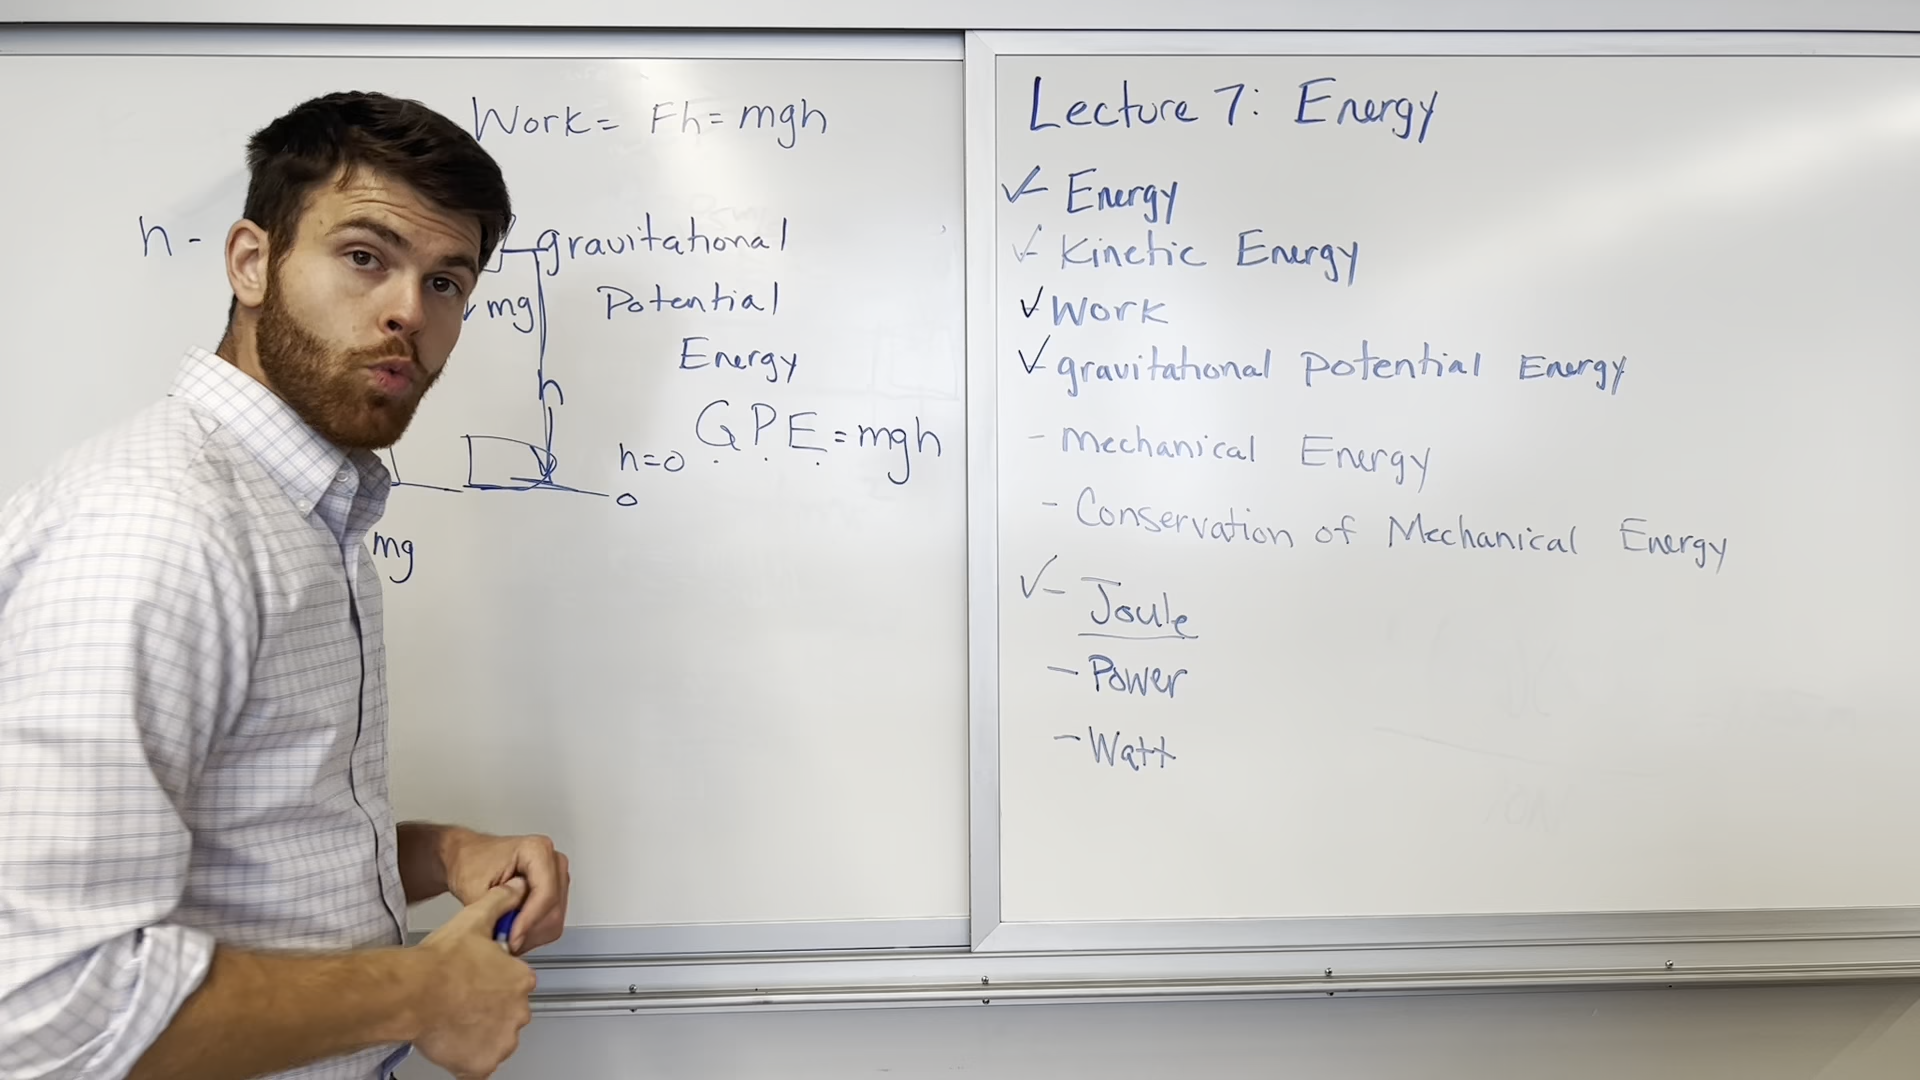 Work = Fh = mgh
h -
gravitational
mg
Potential
Energy
h
G.P.E. = mgh
h=0
0
mg
Lecture 7: Energy
✓ Energy
✓ Kinetic Energy
✓ Work
✓ gravitational Potential Energy
- Mechanical Energy
- Conservation of Mechanical Energy
✓ - Joule
- Power
- Watt